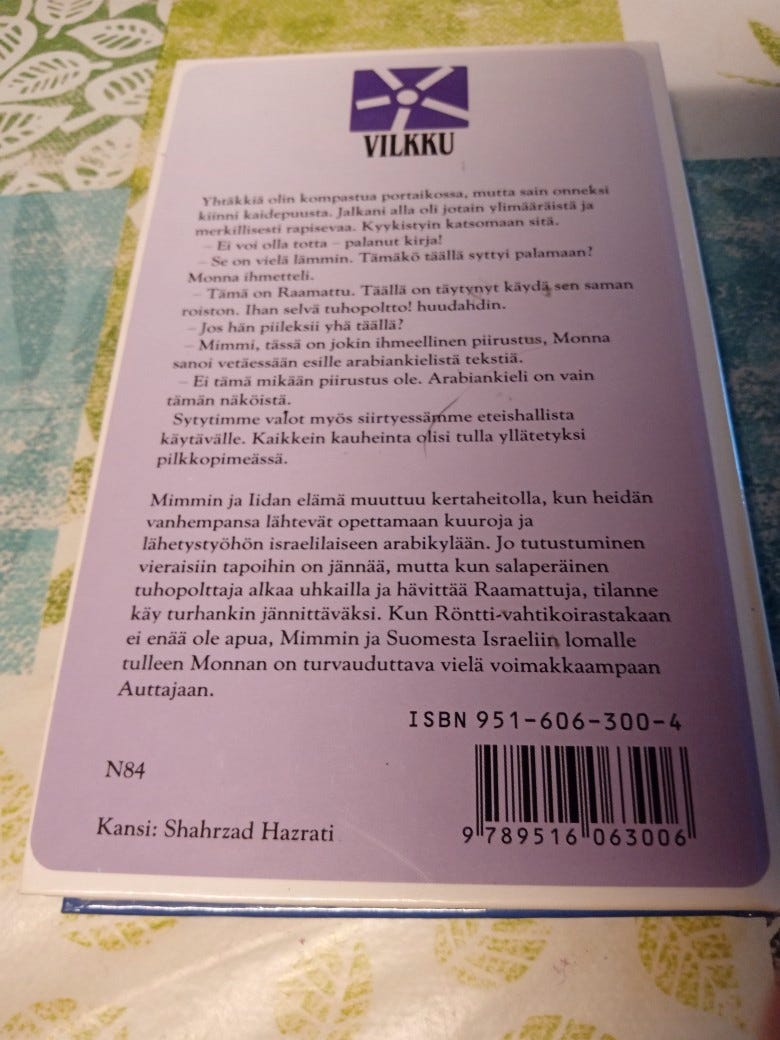 VILKKU
Yhtäkkiä olin kompastua portaikossa, mutta sain onneksi
kiinni kaidepuusta. Jalkani alla oli jotain ylimääräistä ja
merkillisesti rapisevaa. Kyykistyin katsomaan sitä.
– Ei voi olla totta – palanut kirja!
– Se on vielä lämmin. Tämäkö täällä syttyi palamaan?
Monna ihmetteli.
– Tämä on Raamattu. Täällä on täytynyt käydä sen saman
roiston. Ihan selvä tuhopoltto! huudahdin.
– Jos hän piileksii yhä täällä?
– Mimmi, tässä on jokin ihmeellinen piirustus, Monna
sanoi vetäessään esille arabiankielistä tekstiä.
– Ei tämä mikään piirustus ole. Arabiankieli on vain
tämän näköistä.
Sytytimme valot myös siirtyessämme eteishallista
käytävälle. Kaikkein kauheinta olisi tulla yllätetyksi
pilkkopimeässä.
Mimmin ja Iidan elämä muuttuu kertaheitolla, kun heidän
vanhempansa lähtevät opettamaan kuuroja ja
lähetystyöhön israelilaiseen arabikylään. Jo tutustuminen
vieraisiin tapoihin on jännää, mutta kun salaperäinen
tuhopolttaja alkaa uhkailla ja hävittää Raamattuja, tilanne
käy turhankin jännittäväksi. Kun Röntti-vahtikoirastakaan
ei enää ole apua, Mimmin ja Suomesta Israeliin lomalle
tulleen Monnan on turvauduttava vielä voimakkaampaan
Auttajaan.
ISBN 951-606-300-4
N84
Kansi: Shahrzad Hazrati
9 789516 063006